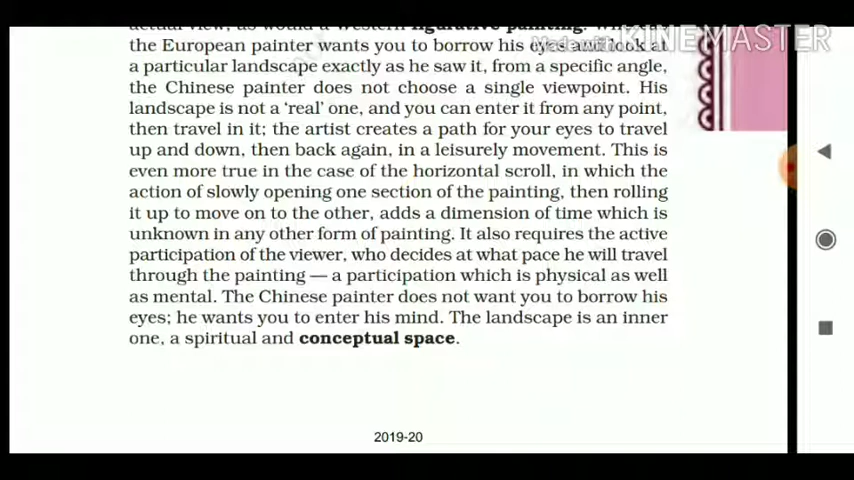 actual view, as would a western figurative painting.
Made with KINEMASTER
the European painter wants you to borrow his eyes and look at
a particular landscape exactly as he saw it, from a specific angle,
the Chinese painter does not choose a single viewpoint. His
landscape is not a ‘real’ one, and you can enter it from any point,
then travel in it; the artist creates a path for your eyes to travel
up and down, then back again, in a leisurely movement. This is
even more true in the case of the horizontal scroll, in which the
action of slowly opening one section of the painting, then rolling
it up to move on to the other, adds a dimension of time which is
unknown in any other form of painting. It also requires the active
participation of the viewer, who decides at what pace he will travel
through the painting — a participation which is physical as well
as mental. The Chinese painter does not want you to borrow his
eyes; he wants you to enter his mind. The landscape is an inner
one, a spiritual and conceptual space.
2019-20